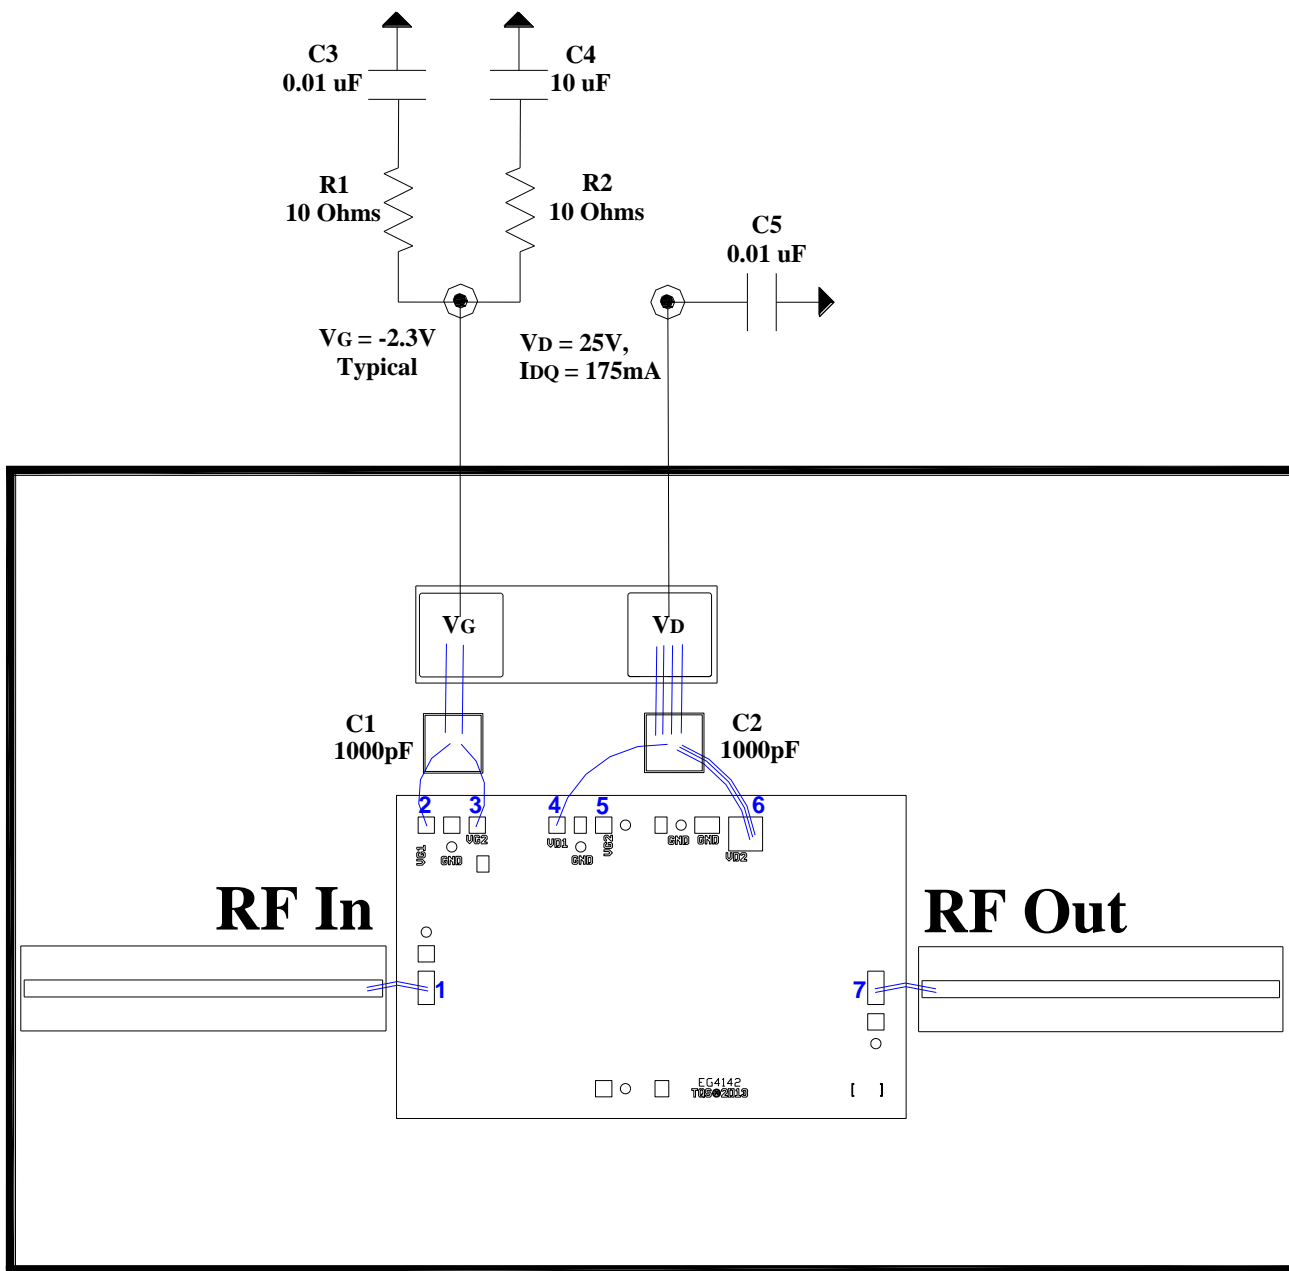 C3
0.01 uF
C4
10 uF
R1
10 Ohms
R2
10 Ohms
C5
0.01 uF
VG = -2.3V
Typical
VD = 25V,
IDQ = 175mA
VG
VD
C1
1000pF
C2
1000pF
2
3
4
5
6
VG1
GND
VG2
VD1
GND
VG2
GND
GND
VD2
RF In
RF Out
1
7
EG4142
TQS©2013
[ ]